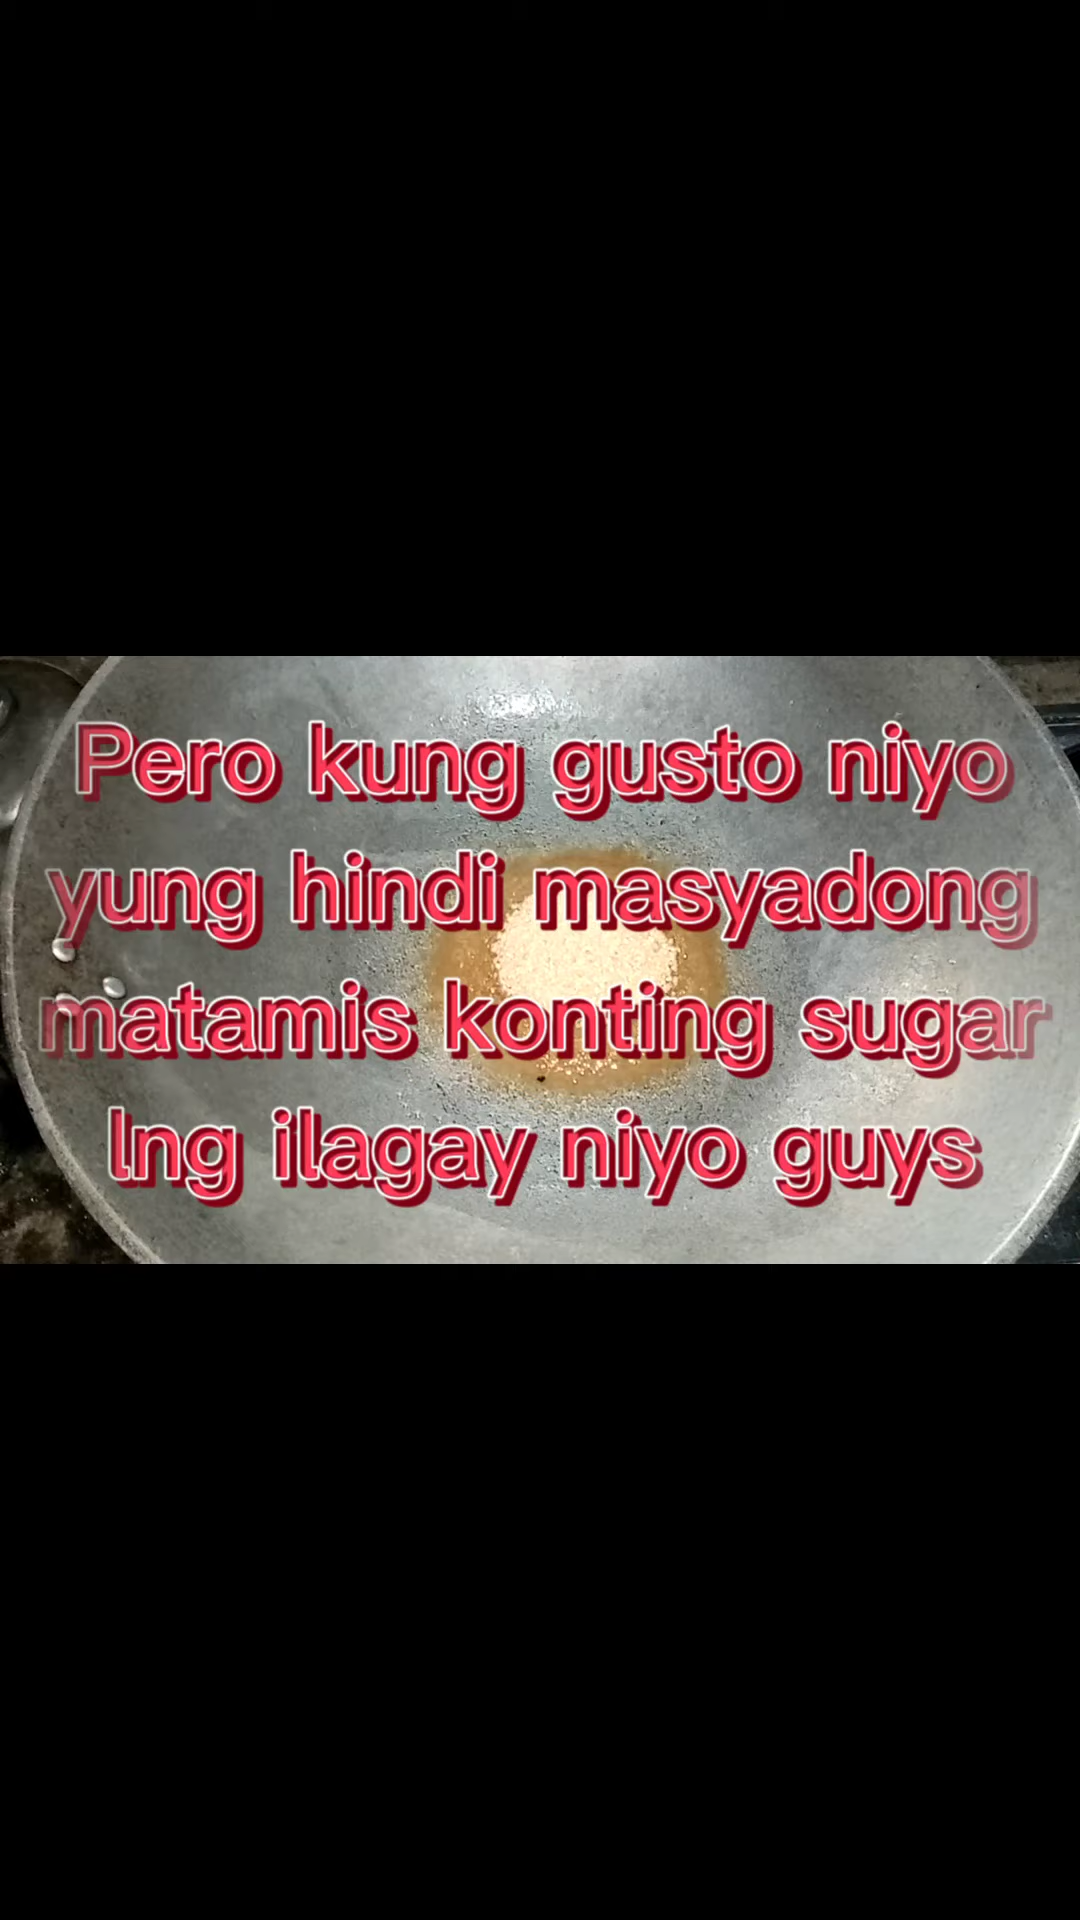 Pero kung gusto niyo
yung hindi masyadong
matamis konting sugar
lng ilagay niyo guys